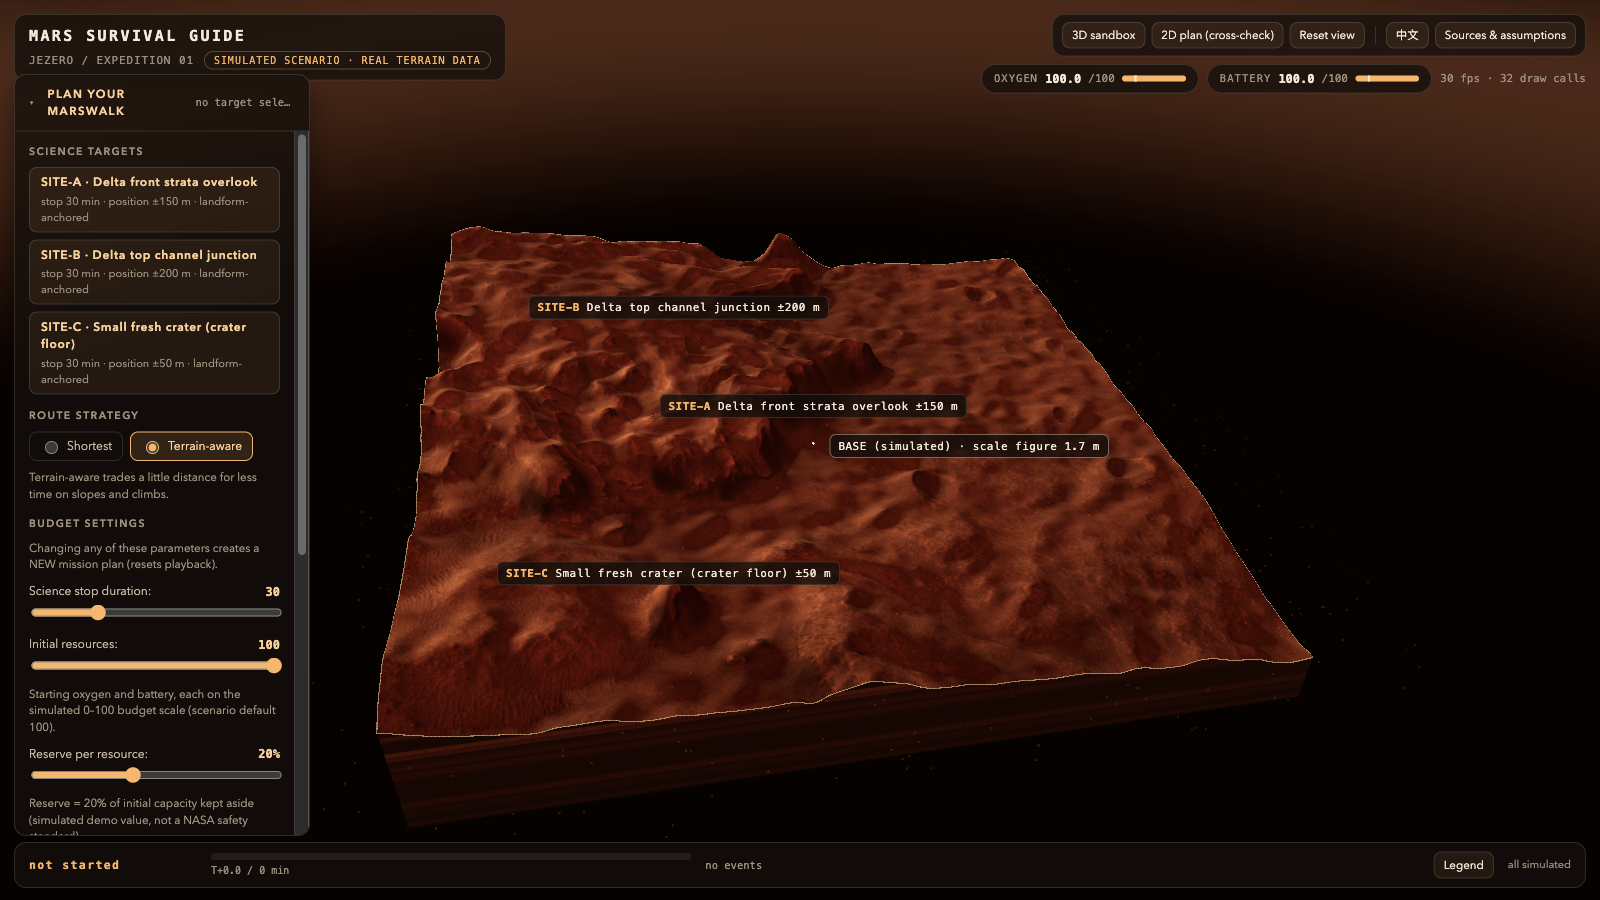 MARS SURVIVAL GUIDE
JEZERO / EXPEDITION 01 SIMULATED SCENARIO · REAL TERRAIN DATA
3D sandbox 2D plan (cross-check) Reset view 中文 Sources & assumptions
OXYGEN 100.0 /100 BATTERY 100.0 /100 30 fps · 32 draw calls
PLAN YOUR
MARSWALK
no target sele…
SCIENCE TARGETS
SITE-A · Delta front strata overlook
stop 30 min · position ±150 m · landform-
anchored
SITE-B · Delta top channel junction
stop 30 min · position ±200 m · landform-
anchored
SITE-C · Small fresh crater (crater
floor)
stop 30 min · position ±50 m · landform-
anchored
ROUTE STRATEGY
Shortest Terrain-aware
Terrain-aware trades a little distance for less
time on slopes and climbs.
BUDGET SETTINGS
Changing any of these parameters creates a
NEW mission plan (resets playback).
Science stop duration: 30
Initial resources: 100
Starting oxygen and battery, each on the
simulated 0–100 budget scale (scenario default
100).
Reserve per resource: 20%
Reserve = 20% of initial capacity kept aside
(simulated demo value, not a NASA safety
standard)
SITE-B Delta top channel junction ±200 m
SITE-A Delta front strata overlook ±150 m
BASE (simulated) · scale figure 1.7 m
SITE-C Small fresh crater (crater floor) ±50 m
not started
T+0.0 / 0 min
no events
Legend all simulated